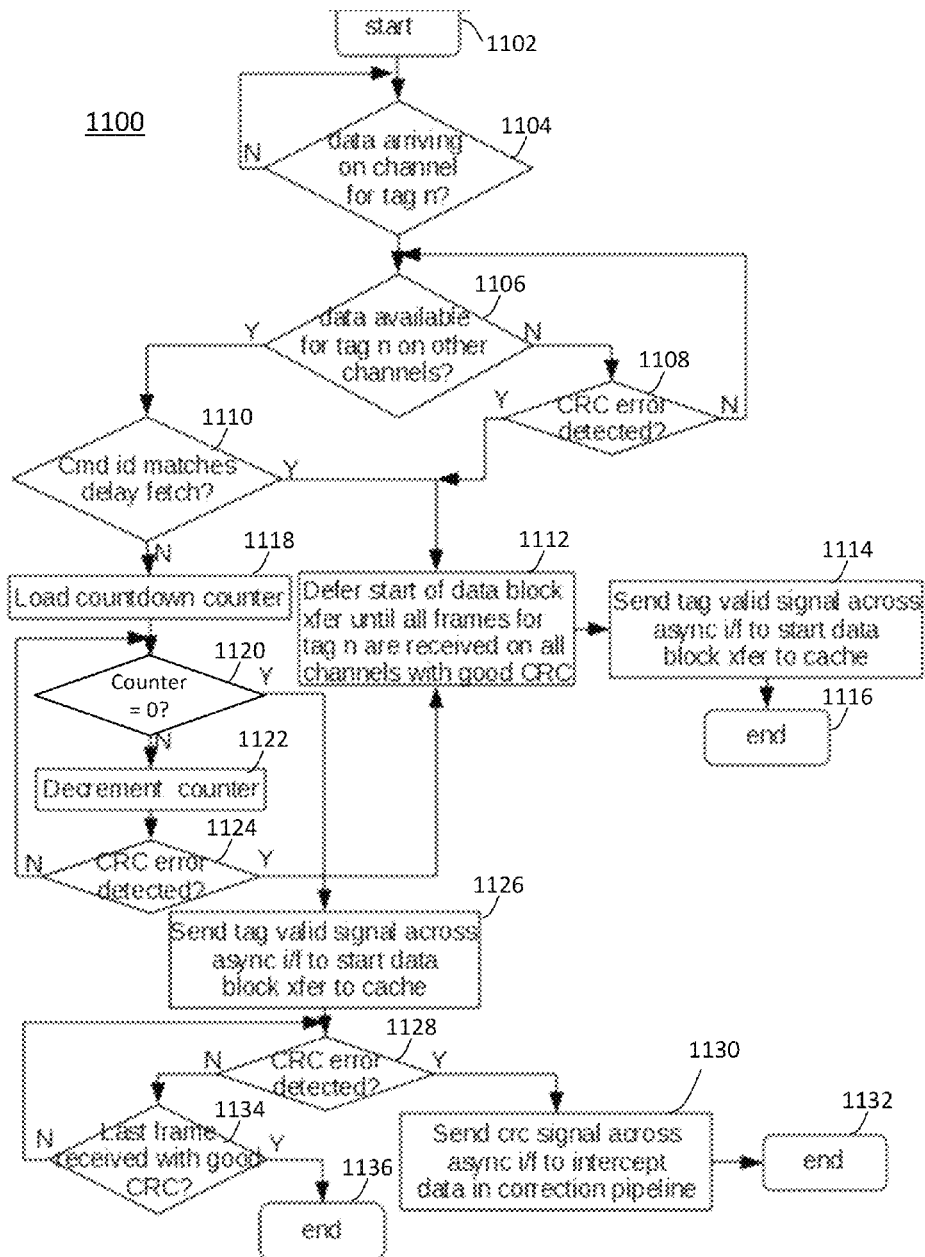 start
1102
1100
1104
N
data arriving
on channel
for tag n?
1106
Y
data available
for tag n on other
channels?
N
1108
Y
CRC error
detected?
N
1110
Cmd id matches
delay fetch?
Y
N
1118
Load countdown counter
1112
Defer start of data block
xfer until all frames for
tag n are received on all
channels with good CRC
1114
Send tag valid signal across
async i/f to start data
block xfer to cache
1116
end
1120
Counter
= 0?
Y
N
1122
Decrement counter
1124
N
CRC error
detected?
Y
1126
Send tag valid signal across
async i/f to start data
block xfer to cache
1128
N
CRC error
detected?
Y
1130
Send crc signal across
async i/f to intercept
data in correction pipeline
1132
end
1134
N
Last frame
received with good
CRC?
Y
1136
end